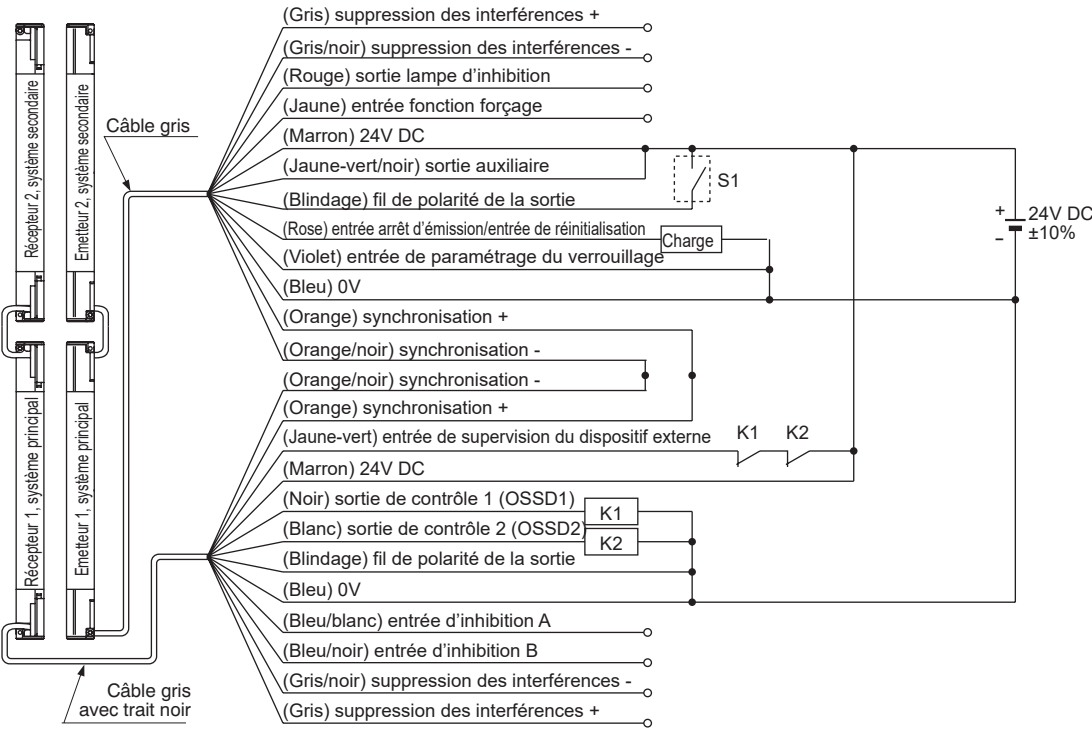 (Gris) suppression des interférences +
(Gris/noir) suppression des interférences -
(Rouge) sortie lampe d'inhibition
(Jaune) entrée fonction forçage
(Marron) 24V DC
(Jaune-vert/noir) sortie auxiliaire
(Blindage) fil de polarité de la sortie
(Rose) entrée arrêt d'émission/entrée de réinitialisation
(Violet) entrée de paramétrage du verrouillage
(Bleu) 0V
(Orange) synchronisation +
(Orange/noir) synchronisation -
(Orange/noir) synchronisation -
(Orange) synchronisation +
(Jaune-vert) entrée de supervision du dispositif externe
(Marron) 24V DC
(Noir) sortie de contrôle 1 (OSSD1)
(Blanc) sortie de contrôle 2 (OSSD2)
(Blindage) fil de polarité de la sortie
(Bleu) 0V
(Bleu/blanc) entrée d'inhibition A
(Bleu/noir) entrée d'inhibition B
(Gris/noir) suppression des interférences -
(Gris) suppression des interférences +
Câble gris
Récepteur 2, système secondaire
Emetteur 2, système secondaire
Récepteur 1, système principal
Emetteur 1, système principal
Câble gris
avec trait noir
S1
Charge
K1 K2
K1
K2
+ 24V DC
- ±10%